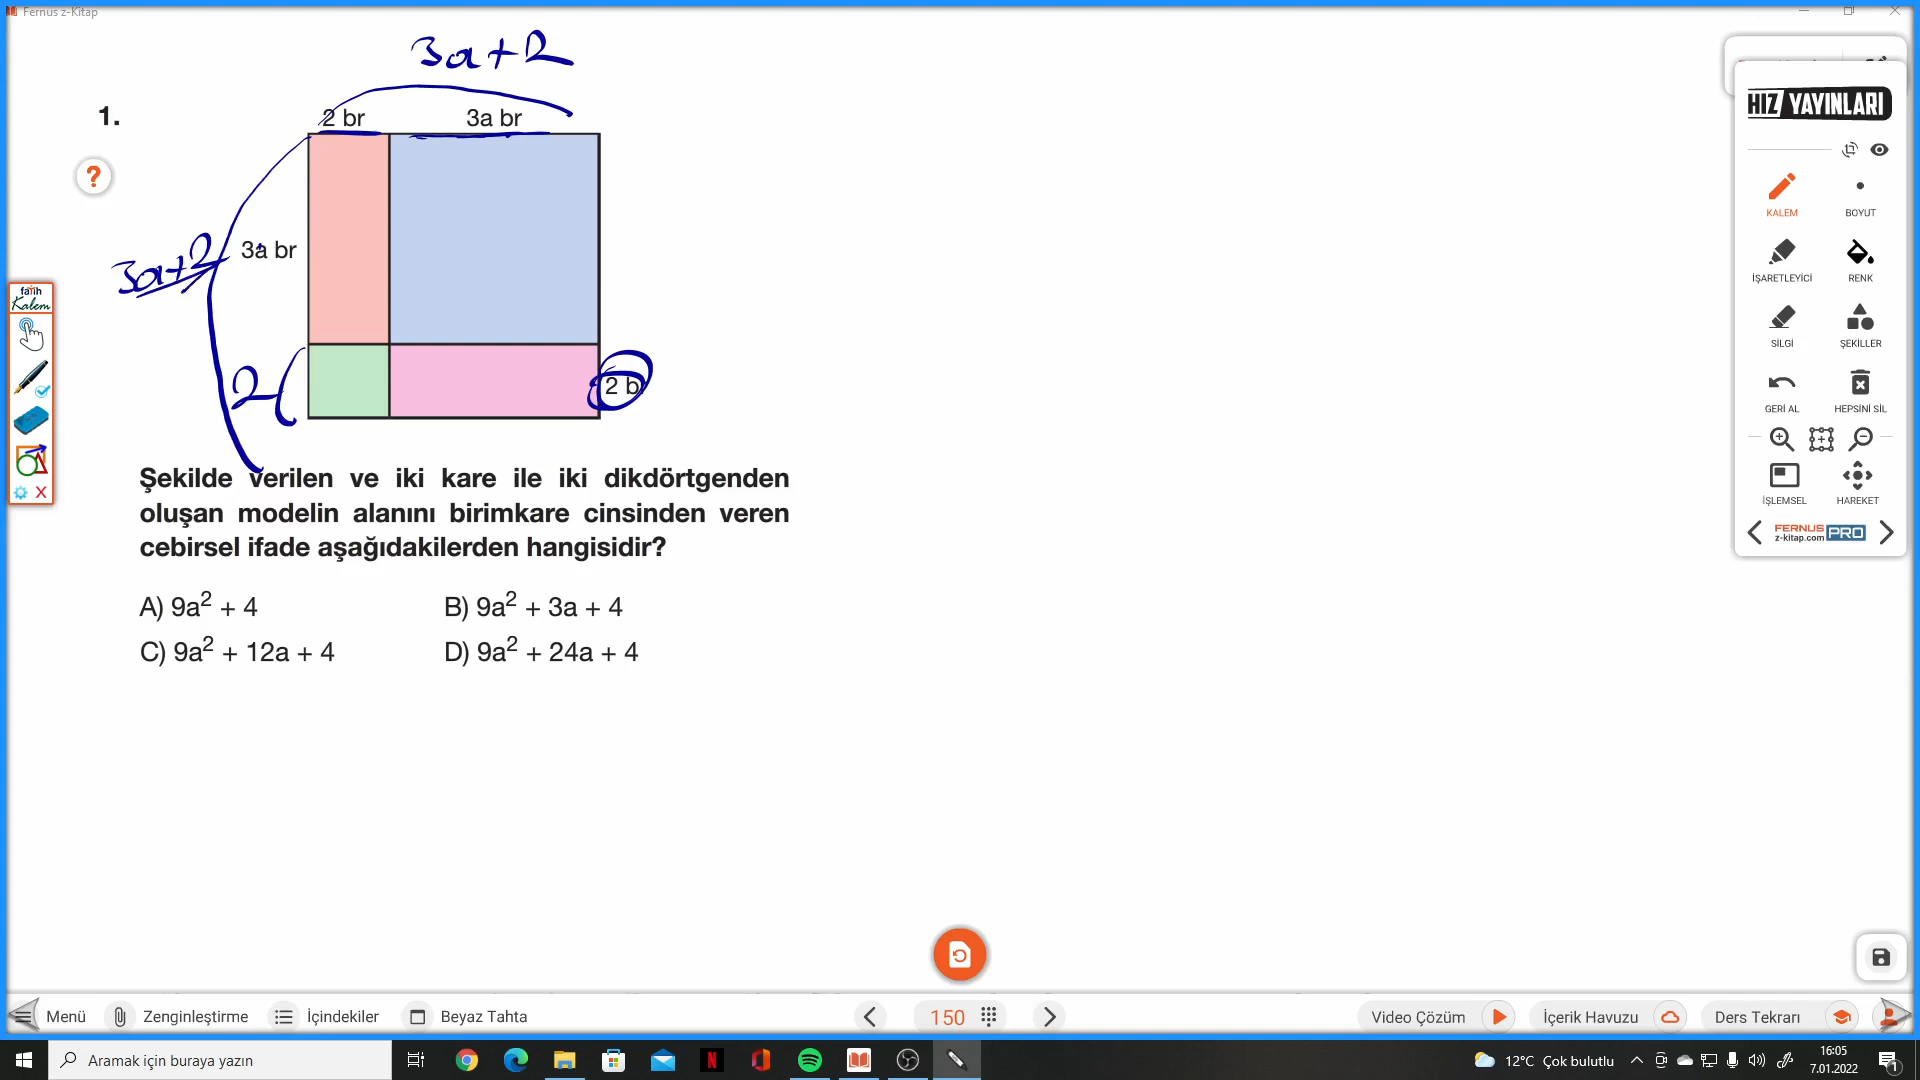 Fernus z-Kitap
3a+2
1.
2 br
3a br
?
3a+2
3a br
2
2 b
Şekilde verilen ve iki kare ile iki dikdörtgenden
oluşan modelin alanını birimkare cinsinden veren
cebirsel ifade aşağıdakilerden hangisidir?
A) 9a² + 4
B) 9a² + 3a + 4
C) 9a² + 12a + 4
D) 9a² + 24a + 4
fatih
Kalem
X
HIZ YAYINLARI
KALEM
BOYUT
İŞARETLEYİCİ
RENK
SİLGİ
ŞEKİLLER
GERİ AL
HEPSİNİ SİL
İŞLEMSEL
HAREKET
FERNUS
z-kitap.com PRO
Menü
Zenginleştirme
İçindekiler
Beyaz Tahta
150
Video Çözüm
İçerik Havuzu
Ders Tekrarı
Aramak için buraya yazın
12°C Çok bulutlu
16:05
7.01.2022
1